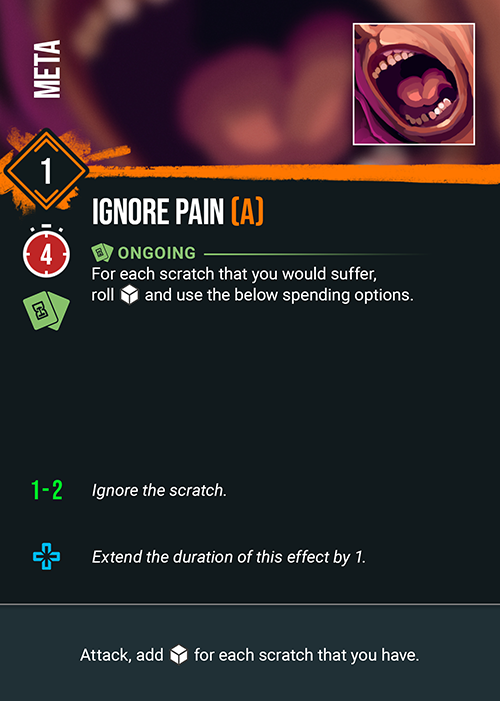 META
1
IGNORE PAIN (A)
4
ONGOING
For each scratch that you would suffer,
roll and use the below spending options.
1-2 Ignore the scratch.
Extend the duration of this effect by 1.
Attack, add for each scratch that you have.